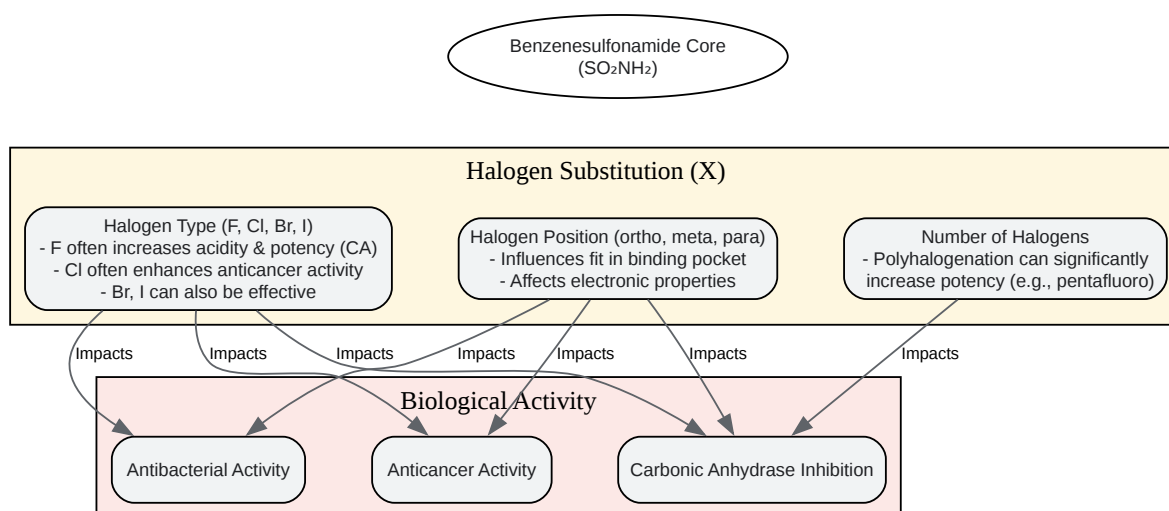 Benzenesulfonamide Core
(SO₂NH₂)
Halogen Substitution (X)
Halogen Type (F, Cl, Br, I)
- F often increases acidity & potency (CA)
- Cl often enhances anticancer activity
- Br, I can also be effective
Halogen Position (ortho, meta, para)
- Influences fit in binding pocket
- Affects electronic properties
Number of Halogens
- Polyhalogenation can significantly
increase potency (e.g., pentafluoro)
Impacts
Impacts
Impacts
Impacts
Impacts
Impacts
Impacts
Biological Activity
Antibacterial Activity
Anticancer Activity
Carbonic Anhydrase Inhibition